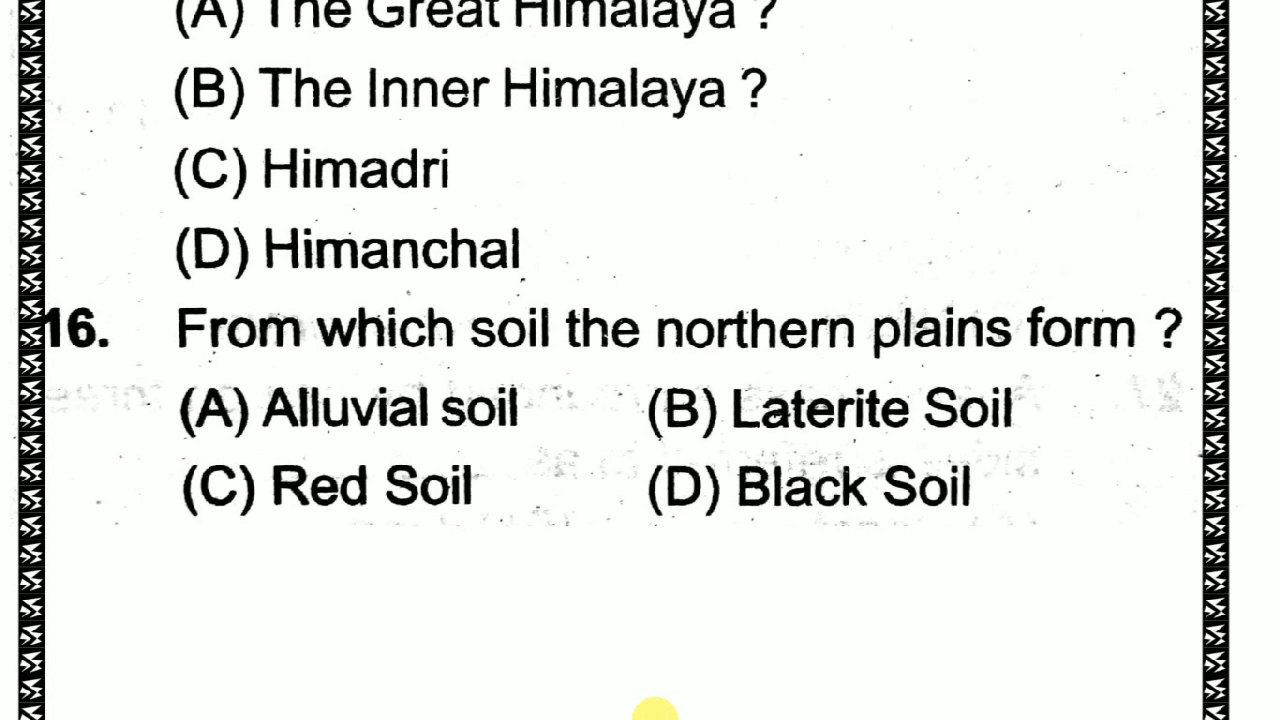 (A) The Great Himalaya ?
(B) The Inner Himalaya ?
(C) Himadri
(D) Himanchal
16. From which soil the northern plains form ?
(A) Alluvial soil (B) Laterite Soil
(C) Red Soil (D) Black Soil